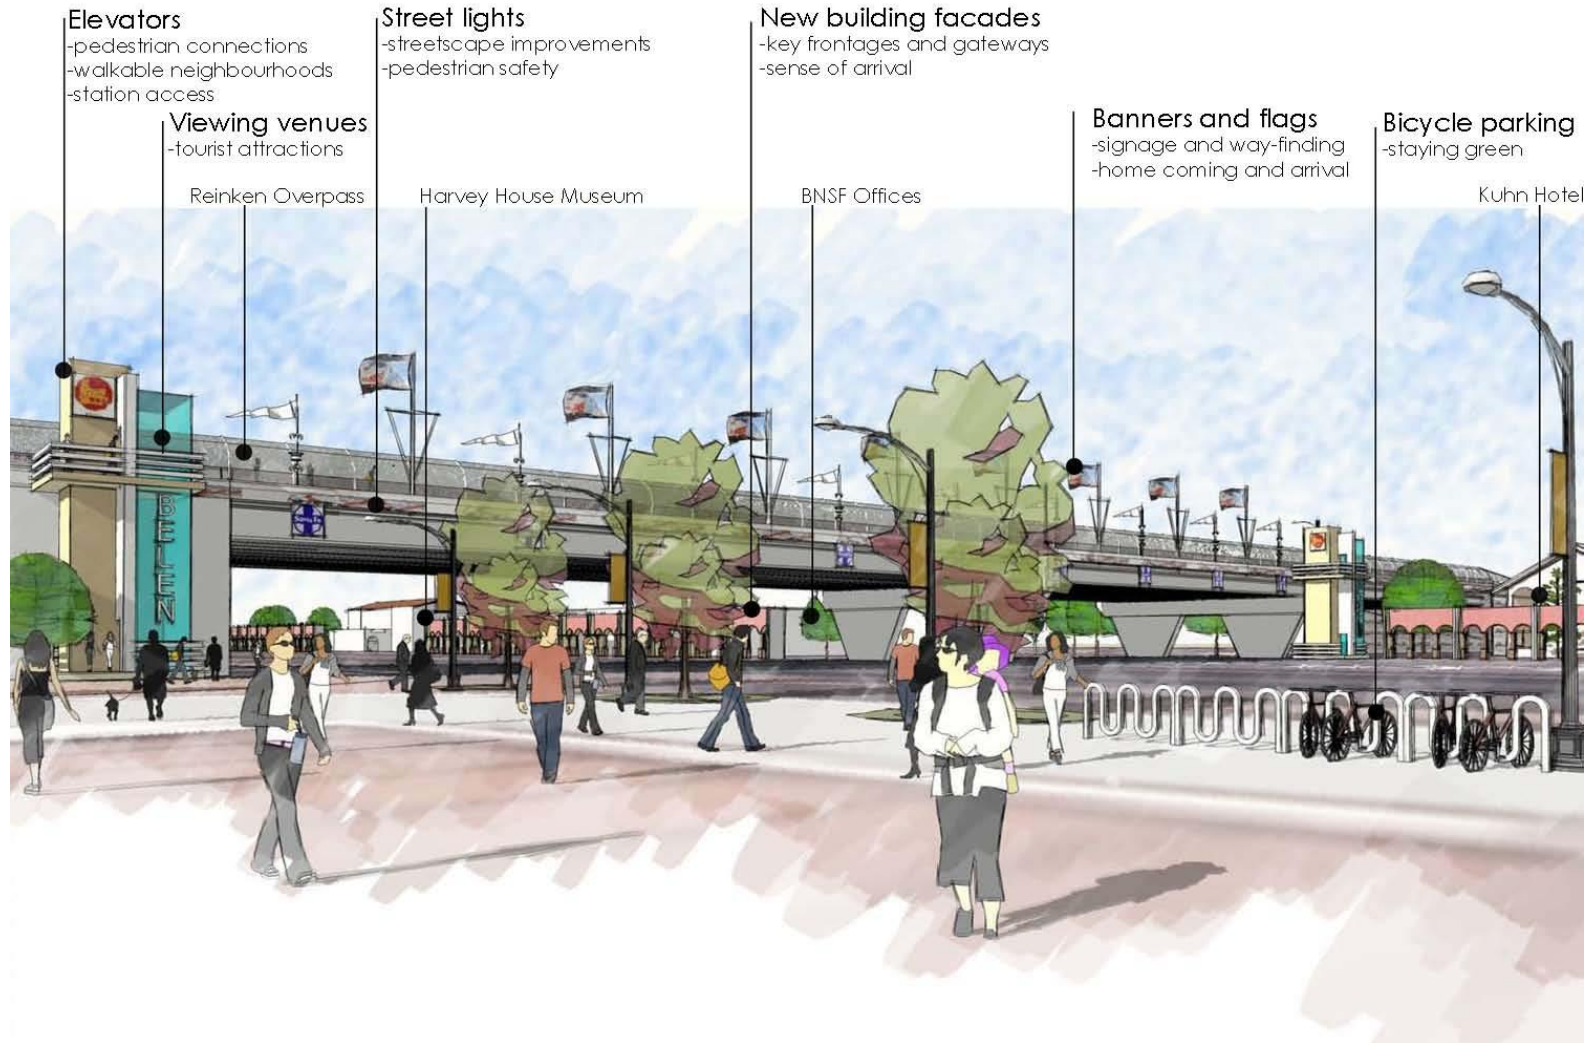 Elevators
-pedestrian connections
-walkable neighbourhoods
-station access
Street lights
-streetscape improvements
-pedestrian safety
New building facades
-key frontages and gateways
-sense of arrival
Viewing venues
-tourist attractions
Banners and flags
-signage and way-finding
-home coming and arrival
Bicycle parking
-staying green
Reinken Overpass
Harvey House Museum
BNSF Offices
Kuhn Hotel
BELEN
Santa Fe